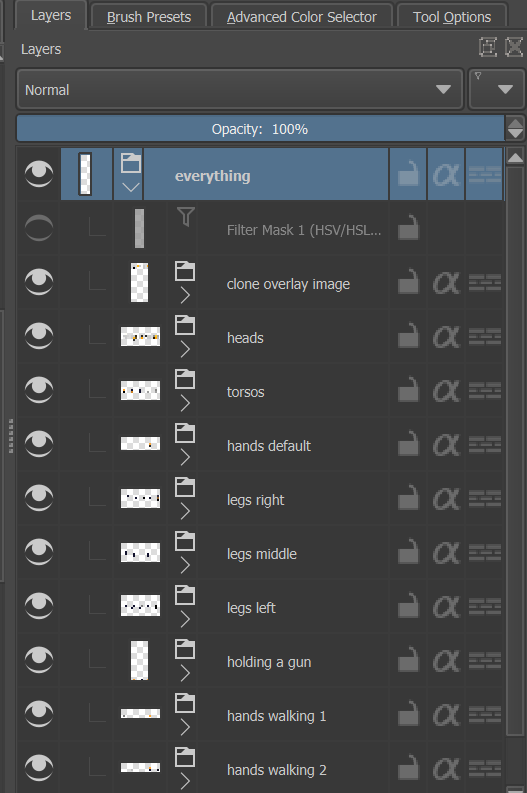 Layers
Brush Presets
Advanced Color Selector
Tool Options
Layers
Normal
Opacity: 100%
everything
Filter Mask 1 (HSV/HSL...
clone overlay image
heads
torsos
hands default
legs right
legs middle
legs left
holding a gun
hands walking 1
hands walking 2